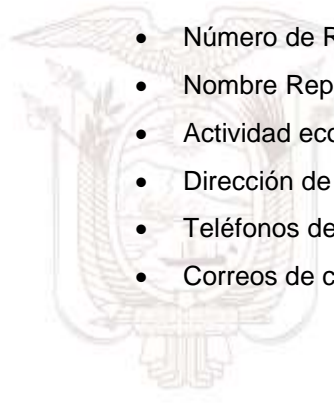 • Número de R
• Nombre Rep
• Actividad eco
• Dirección de
• Teléfonos de
• Correos de c